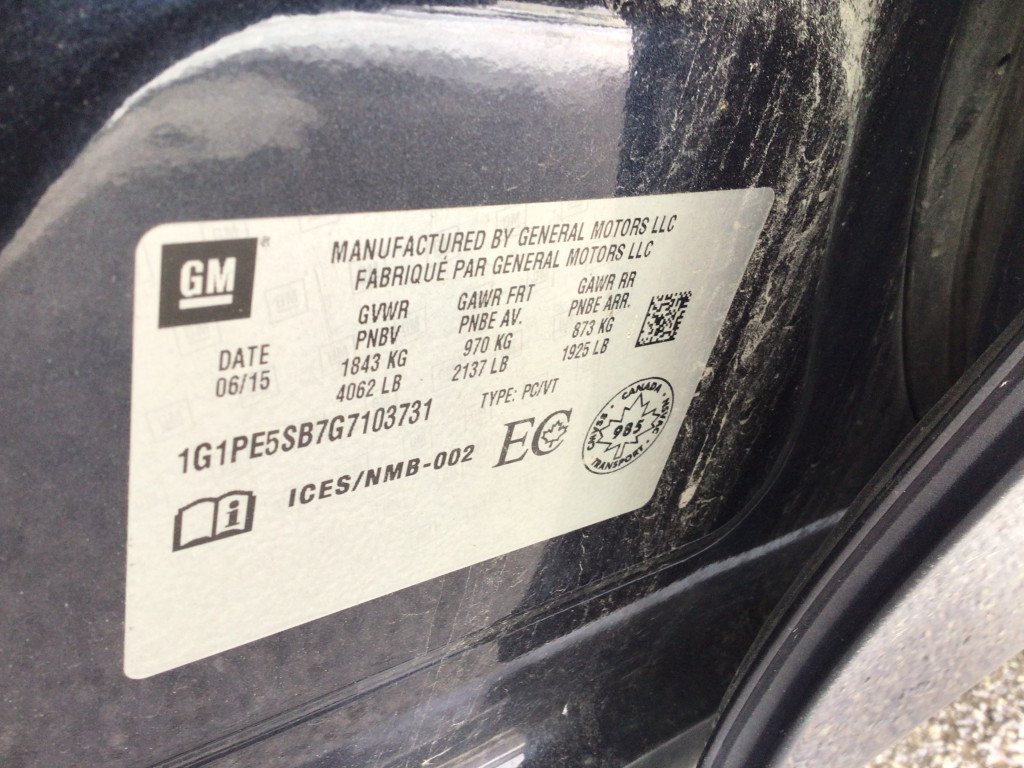 GM
MANUFACTURED BY GENERAL MOTORS LLC
FABRIQUÉ PAR GENERAL MOTORS LLC
DATE
06/15
GVWR
PNBV
1843 KG
4062 LB
GAWR FRT
PNBE AV.
970 KG
2137 LB
GAWR RR
PNBE ARR.
873 KG
1925 LB
1G1PE5SB7G7103731
TYPE: PC/VT
ICES/NMB-002
EC
CANADA
985
TRANSPORT